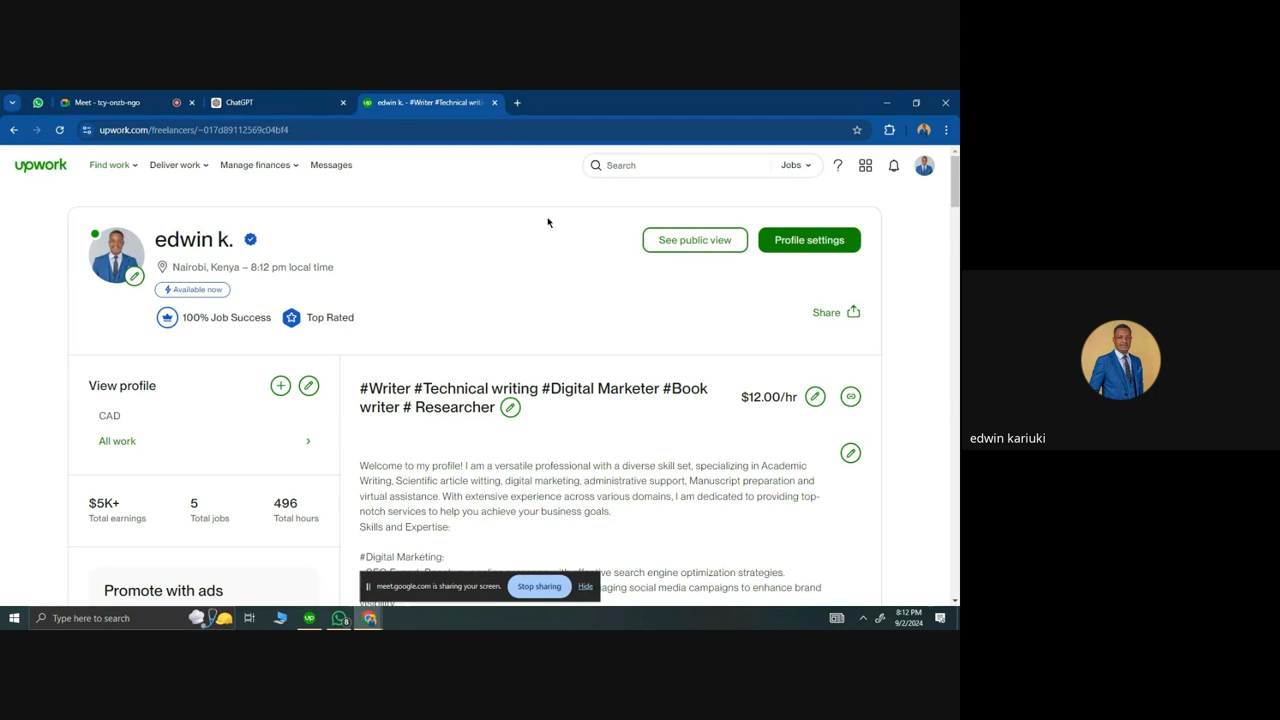 Meet - tcy-onzb-ngo
ChatGPT
edwin k. - #Writer #Technical writi
upwork.com/freelancers/~017d89112569c04bf4
upwork
Find work
Deliver work
Manage finances
Messages
Search
Jobs
edwin k.
Nairobi, Kenya – 8:12 pm local time
Available now
100% Job Success
Top Rated
See public view
Profile settings
Share
View profile
CAD
All work
$5K+
Total earnings
5
Total jobs
496
Total hours
Promote with ads
#Writer #Technical writing #Digital Marketer #Book
writer # Researcher
$12.00/hr
Welcome to my profile! I am a versatile professional with a diverse skill set, specializing in Academic
Writing, Scientific article witting, digital marketing, administrative support, Manuscript preparation and
virtual assistance. With extensive experience across various domains, I am dedicated to providing top-
notch services to help you achieve your business goals.
Skills and Expertise:
#Digital Marketing:
effective search engine optimization strategies.
meet.google.com is sharing your screen.
Stop sharing
Hide
social media campaigns to enhance brand
Type here to search
8:12 PM
9/2/2024
edwin kariuki